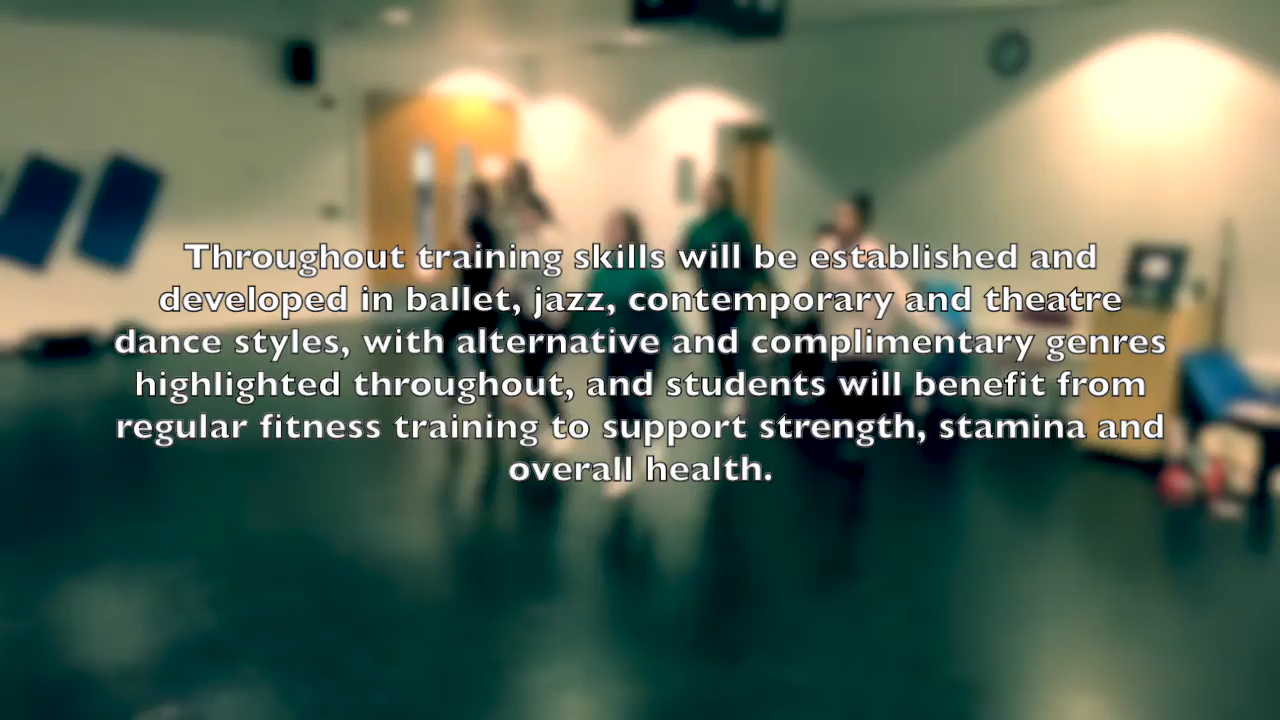 Throughout training skills will be established and
developed in ballet, jazz, contemporary and theatre
dance styles, with alternative and complimentary genres
highlighted throughout, and students will benefit from
regular fitness training to support strength, stamina and
overall health.